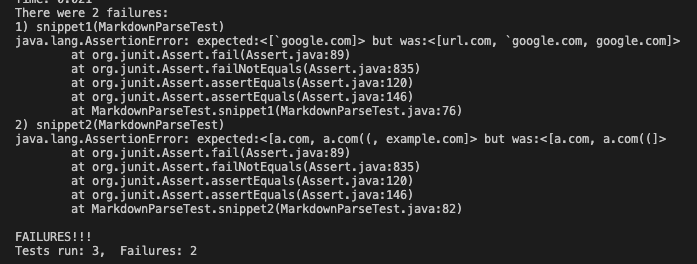 Time: 0.021
There were 2 failures:
1) snippet1(MarkdownParseTest)
java.lang.AssertionError: expected:<[`google.com]> but was:<[url.com, `google.com, google.com]>
        at org.junit.Assert.fail(Assert.java:89)
        at org.junit.Assert.failNotEquals(Assert.java:835)
        at org.junit.Assert.assertEquals(Assert.java:120)
        at org.junit.Assert.assertEquals(Assert.java:146)
        at MarkdownParseTest.snippet1(MarkdownParseTest.java:76)
2) snippet2(MarkdownParseTest)
java.lang.AssertionError: expected:<[a.com, a.com((, example.com]> but was:<[a.com, a.com((]>
        at org.junit.Assert.fail(Assert.java:89)
        at org.junit.Assert.failNotEquals(Assert.java:835)
        at org.junit.Assert.assertEquals(Assert.java:120)
        at org.junit.Assert.assertEquals(Assert.java:146)
        at MarkdownParseTest.snippet2(MarkdownParseTest.java:82)
FAILURES!!!
Tests run: 3,  Failures: 2